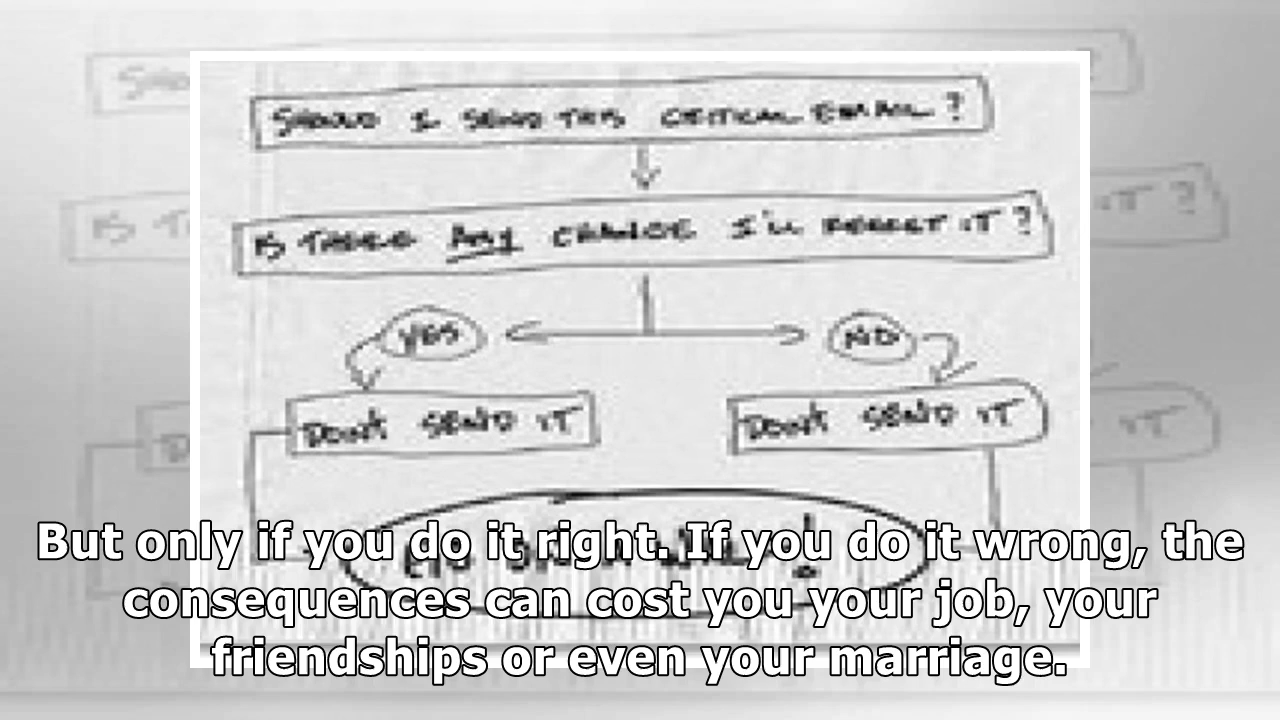 SHOULD I SEND THIS CRITICAL EMAIL?
IS THERE ANY CHANCE I'LL REGRET IT?
YES
NO
DON'T SEND IT
DON'T SEND IT
But only if you do it right. If you do it wrong, the
consequences can cost you your job, your
friendships or even your marriage.